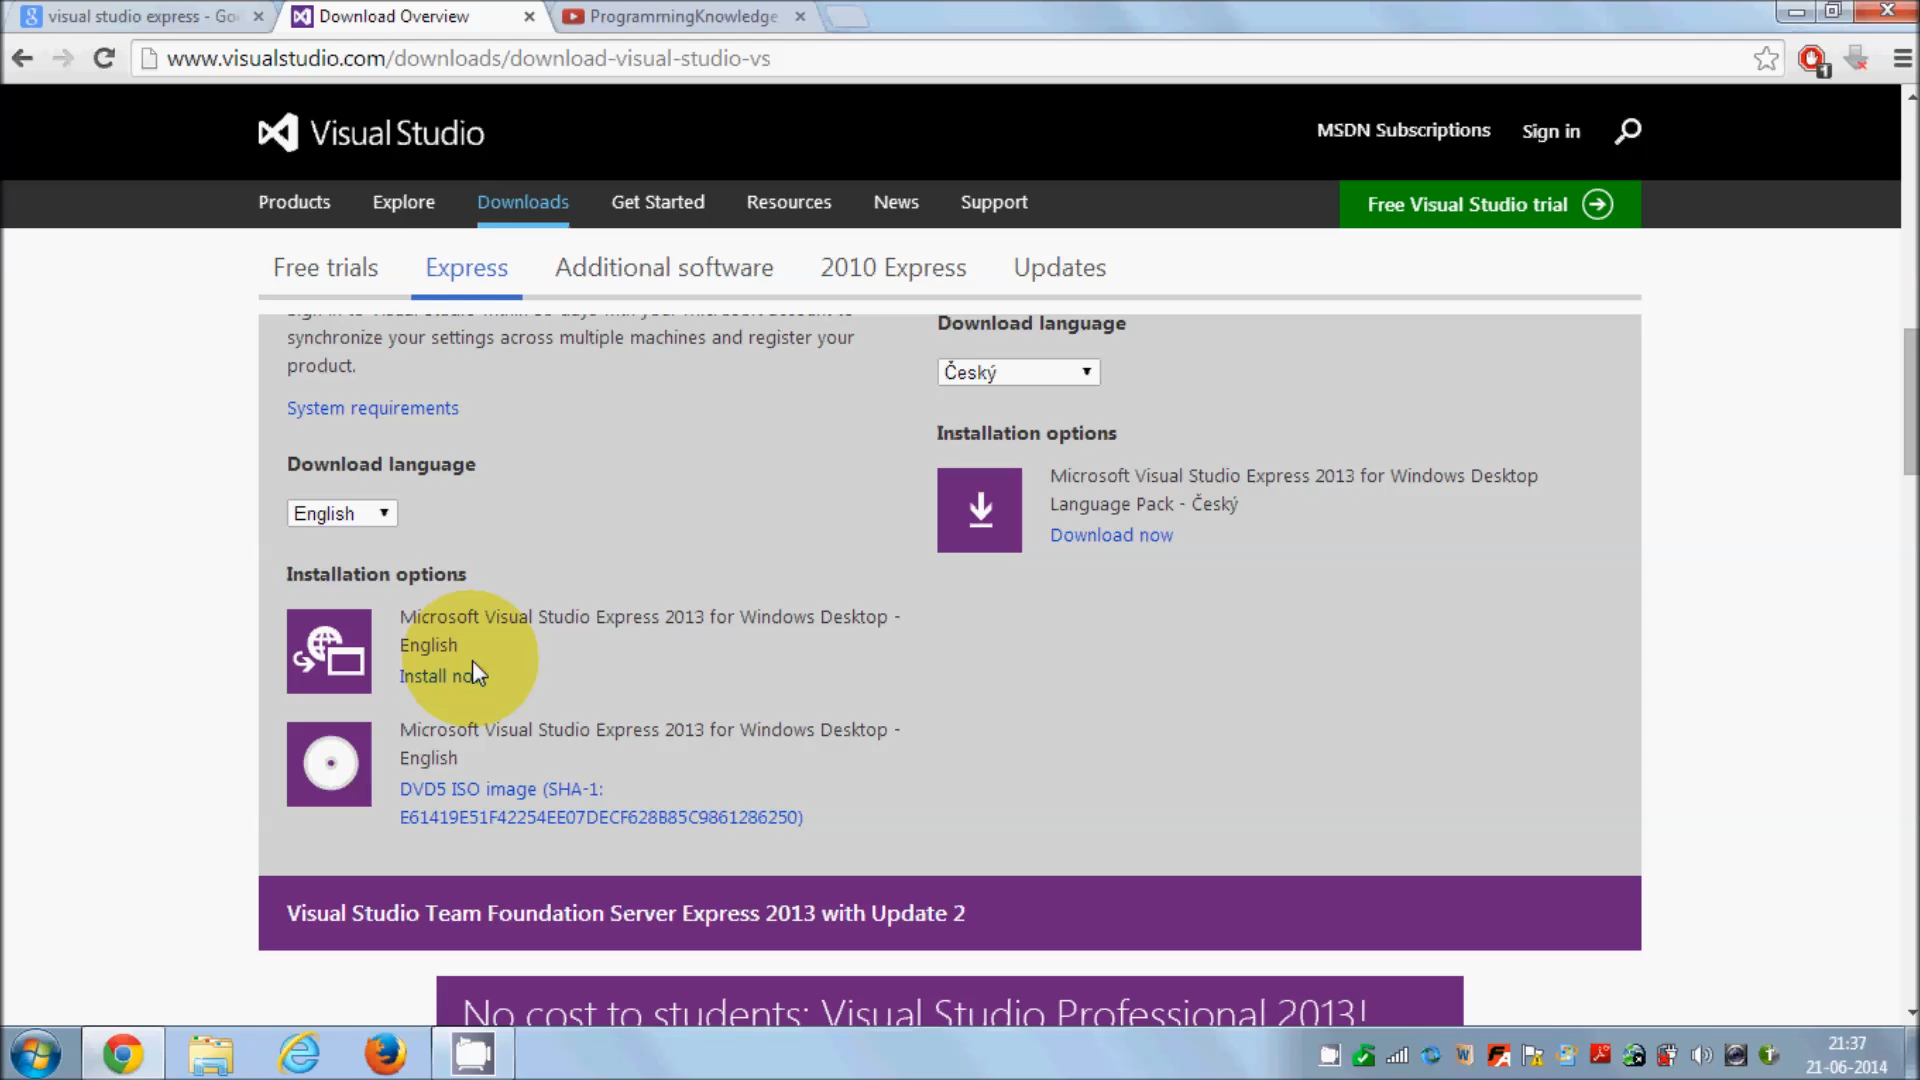 visual studio express - Go
Download Overview
ProgrammingKnowledge
www.visualstudio.com/downloads/download-visual-studio-vs
1
Visual Studio
MSDN Subscriptions
Sign in
Products
Explore
Downloads
Get Started
Resources
News
Support
Free Visual Studio trial
Free trials
Express
Additional software
2010 Express
Updates
synchronize your settings across multiple machines and register your
product.
System requirements
Download language
English
Installation options
Microsoft Visual Studio Express 2013 for Windows Desktop -
English
Install now
Microsoft Visual Studio Express 2013 for Windows Desktop -
English
DVD5 ISO image (SHA-1:
E61419E51F42254EE07DECF628B85C9861286250)
Download language
Český
Installation options
Microsoft Visual Studio Express 2013 for Windows Desktop
Language Pack - Český
Download now
Visual Studio Team Foundation Server Express 2013 with Update 2
No cost to students: Visual Studio Professional 2013!
21:37
21-06-2014